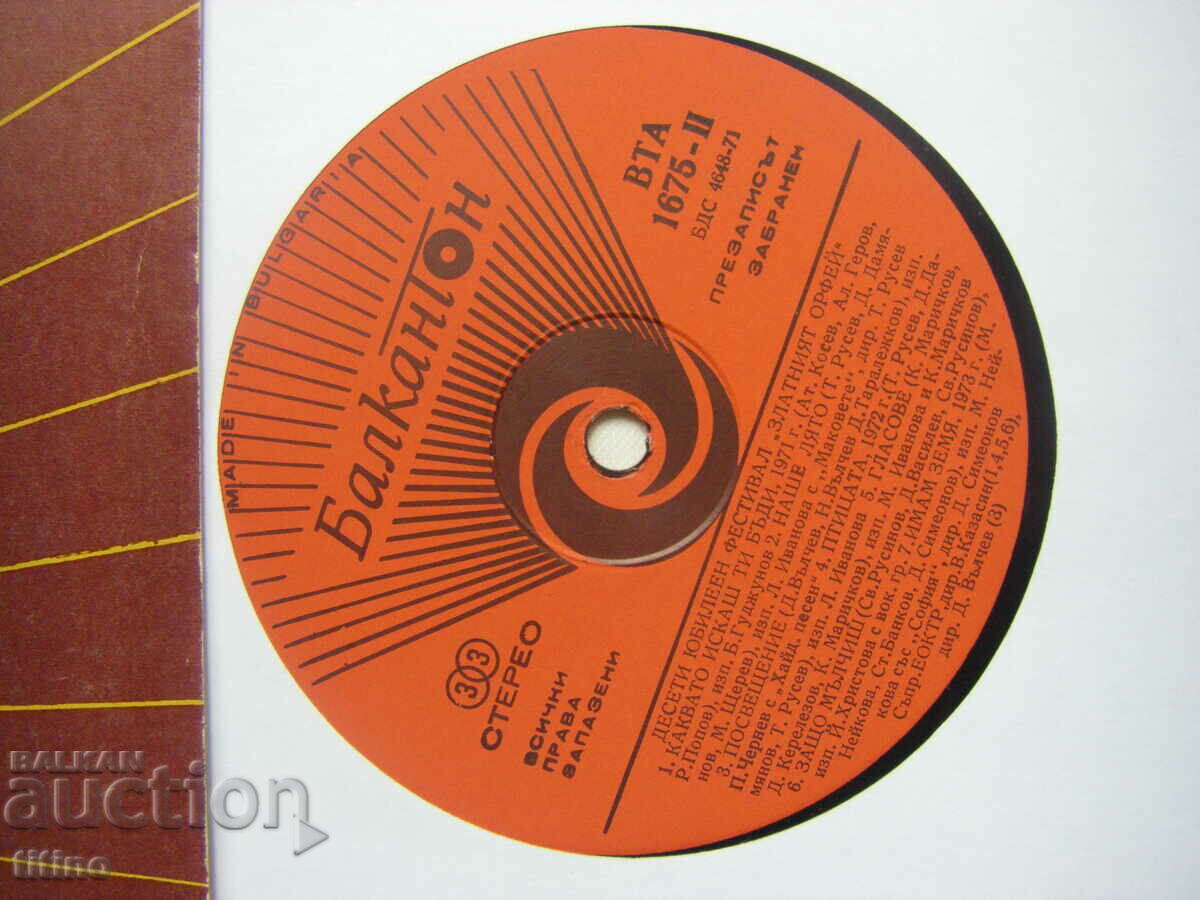 MADE IN BULGARIA
Балкантон
33
СТЕРЕО
ВСИЧКИ
ПРАВА
ЗАПАЗЕНИ
ВТА
1675-II
БДС 4648-71
ПРЕЗАПИСЪТ
ЗАБРАНЕН
ДЕСЕТИ ЮБИЛЕЕН ФЕСТИВАЛ „ЗЛАТНИЯТ ОРФЕЙ“
1. КАКВАТО ИСКАШ ТИ БЪДИ, 1971 г. (Ат. Косев, Ал. Геров,
Р. Попов), изп. Б. Гуджунов 2. НАШЕ ЛЯТО (Т. Русев, Д. Дамя-
нов, М. Щерев), изп. Л. Иванова с „Маковете“, дир. Т. Русев
3. ПОСВЕЩЕНИЕ (Д. Вълчев, Н. Вълчев, Д. Таралежков), изп.
П. Чернев с „Хайд. песен“ 4. ПТИЦАТА, 1972 г. (Т. Русев, Д. Да-
мянов, Т. Русев), изп. Л. Иванова 5. ГЛАСОВЕ (К. Маричков,
Д. Керелезов, К. Маричков), изп. М. Иванова и К. Маричков
6. ЗАЩО МЪЛЧИШ (Св. Русинов, Д. Василев, Св. Русинов),
изп. Й. Христова с вок. гр. 7. ИМАМ ЗЕМЯ, 1973 г. (М.
Нейкова, Ст. Банков, Д. Симеонов), изп. М. Ней-
кова със „София“, дир. Д. Симеонов
Съпр. ЕОКТР, дир. В. Казасян (1,4,5,6),
дир. Д. Вълчев (3)
BALKAN
auction
titino